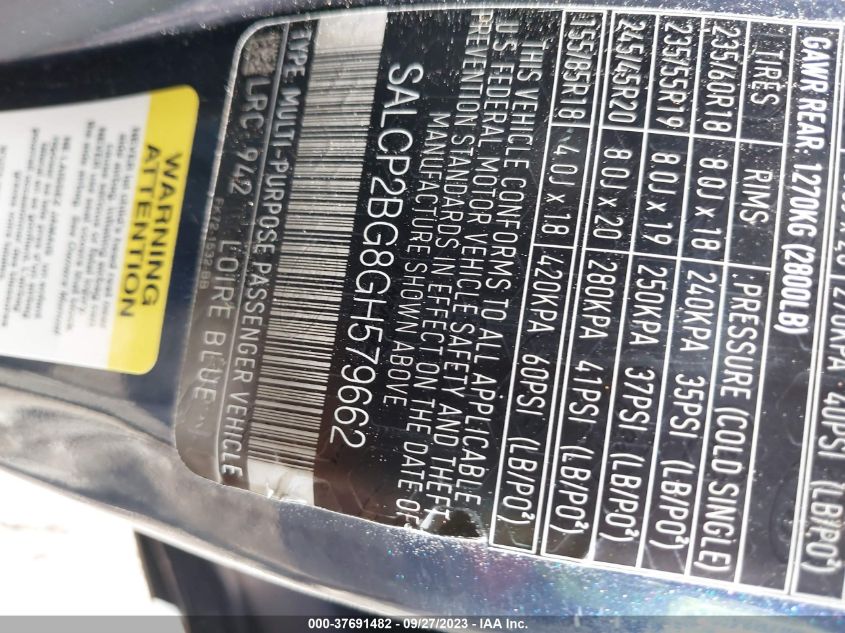 270KPA 40PSI (LB/PO²)
GAWR REAR: 1270KG (2800LB)
TIRES RIMS PRESSURE (COLD SINGLE)
235/60R18 8.0J x 18 240KPA 35PSI (LB/PO²)
235/55R19 8.0J x 19 250KPA 37PSI (LB/PO²)
245/45R20 8.0J x 20 280KPA 41PSI (LB/PO²)
155/85R18 4.0J x 18 420KPA 60PSI (LB/PO²)
THIS VEHICLE CONFORMS TO ALL APPLICABLE
U.S. FEDERAL MOTOR VEHICLE SAFETY AND THEFT
PREVENTION STANDARDS IN EFFECT ON THE DATE OF
MANUFACTURE SHOWN ABOVE
SALCP2BG8GH579662
TYPE MULTI-PURPOSE PASSENGER VEHICLE
LRC 942 LOIRE BLUE
WARNING
ATTENTION
000-37691482 - 09/27/2023 - IAA Inc.